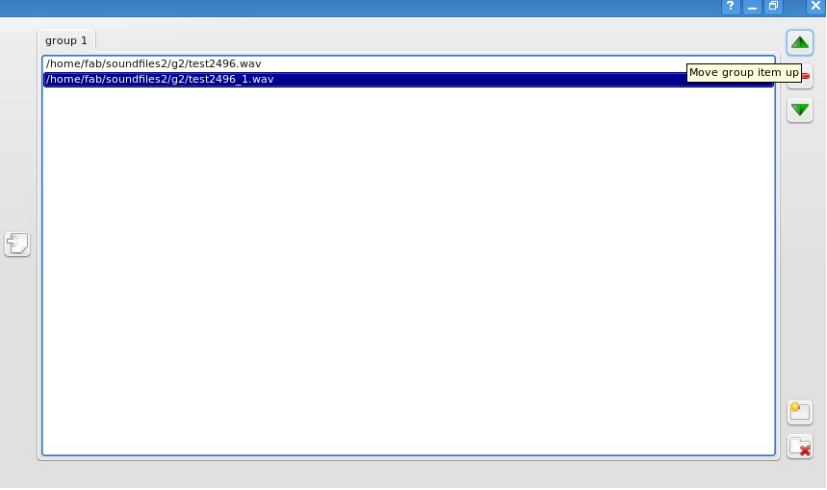 group 1
/home/fab/soundfiles2/g2/test2496.wav
Move group item up
/home/fab/soundfiles2/g2/test2496_1.wav